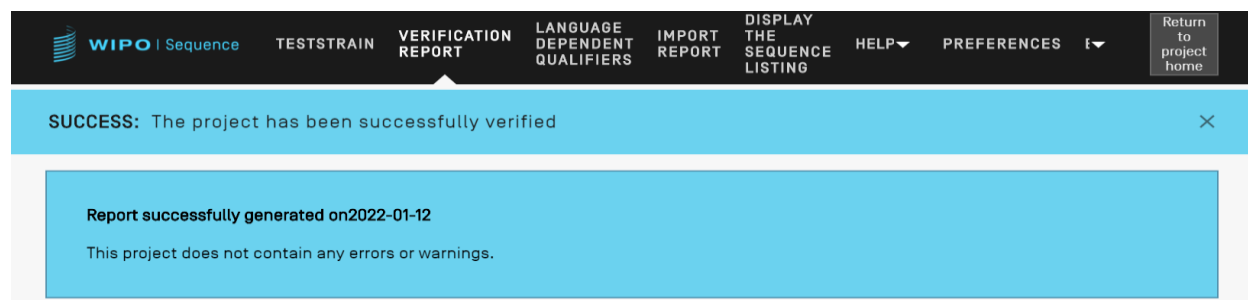 WIPO | Sequence
TESTSTRAIN
VERIFICATION
REPORT
LANGUAGE
DEPENDENT
QUALIFIERS
IMPORT
REPORT
DISPLAY
THE
SEQUENCE
LISTING
HELP
PREFERENCES
Return
to
project
home
SUCCESS: The project has been successfully verified
Report successfully generated on2022-01-12
This project does not contain any errors or warnings.